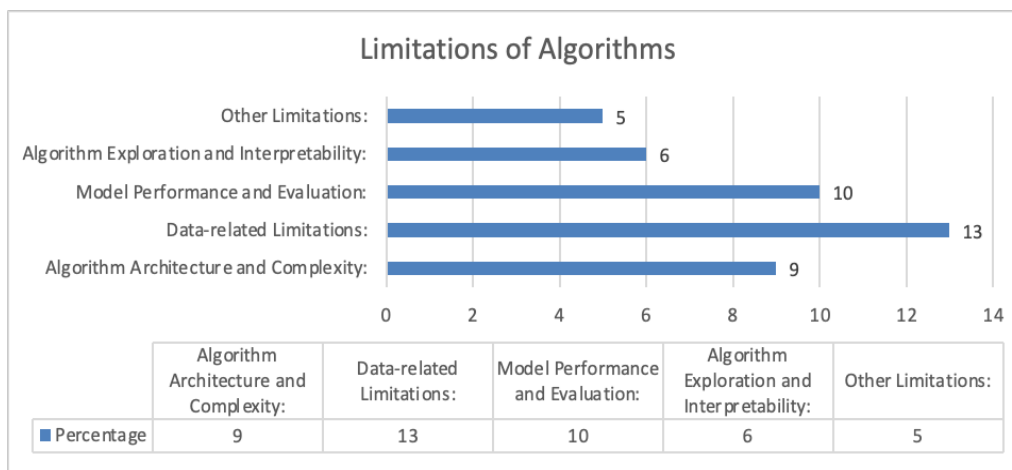 Limitations of Algorithms
Other Limitations:
5
Algorithm Exploration and Interpretability:
6
Model Performance and Evaluation:
10
Data-related Limitations:
13
Algorithm Architecture and Complexity:
9
0 2 4 6 8 10 12 14
Algorithm
Architecture and
Complexity:
Data-related
Limitations:
Model Performance
and Evaluation:
Algorithm
Exploration and
Interpretability:
Other Limitations:
Percentage 9 13 10 6 5